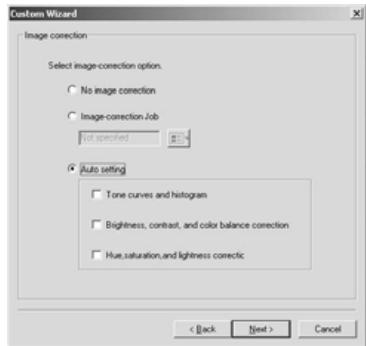 Custom Wizard
Image correction
Select image-correction option.
No image correction
Image-correction Job
Not specified
Auto setting
Tone curves and histogram
Brightness, contrast, and color balance correction
Hue,saturation,and lightness correctic
< Back
Next >
Cancel